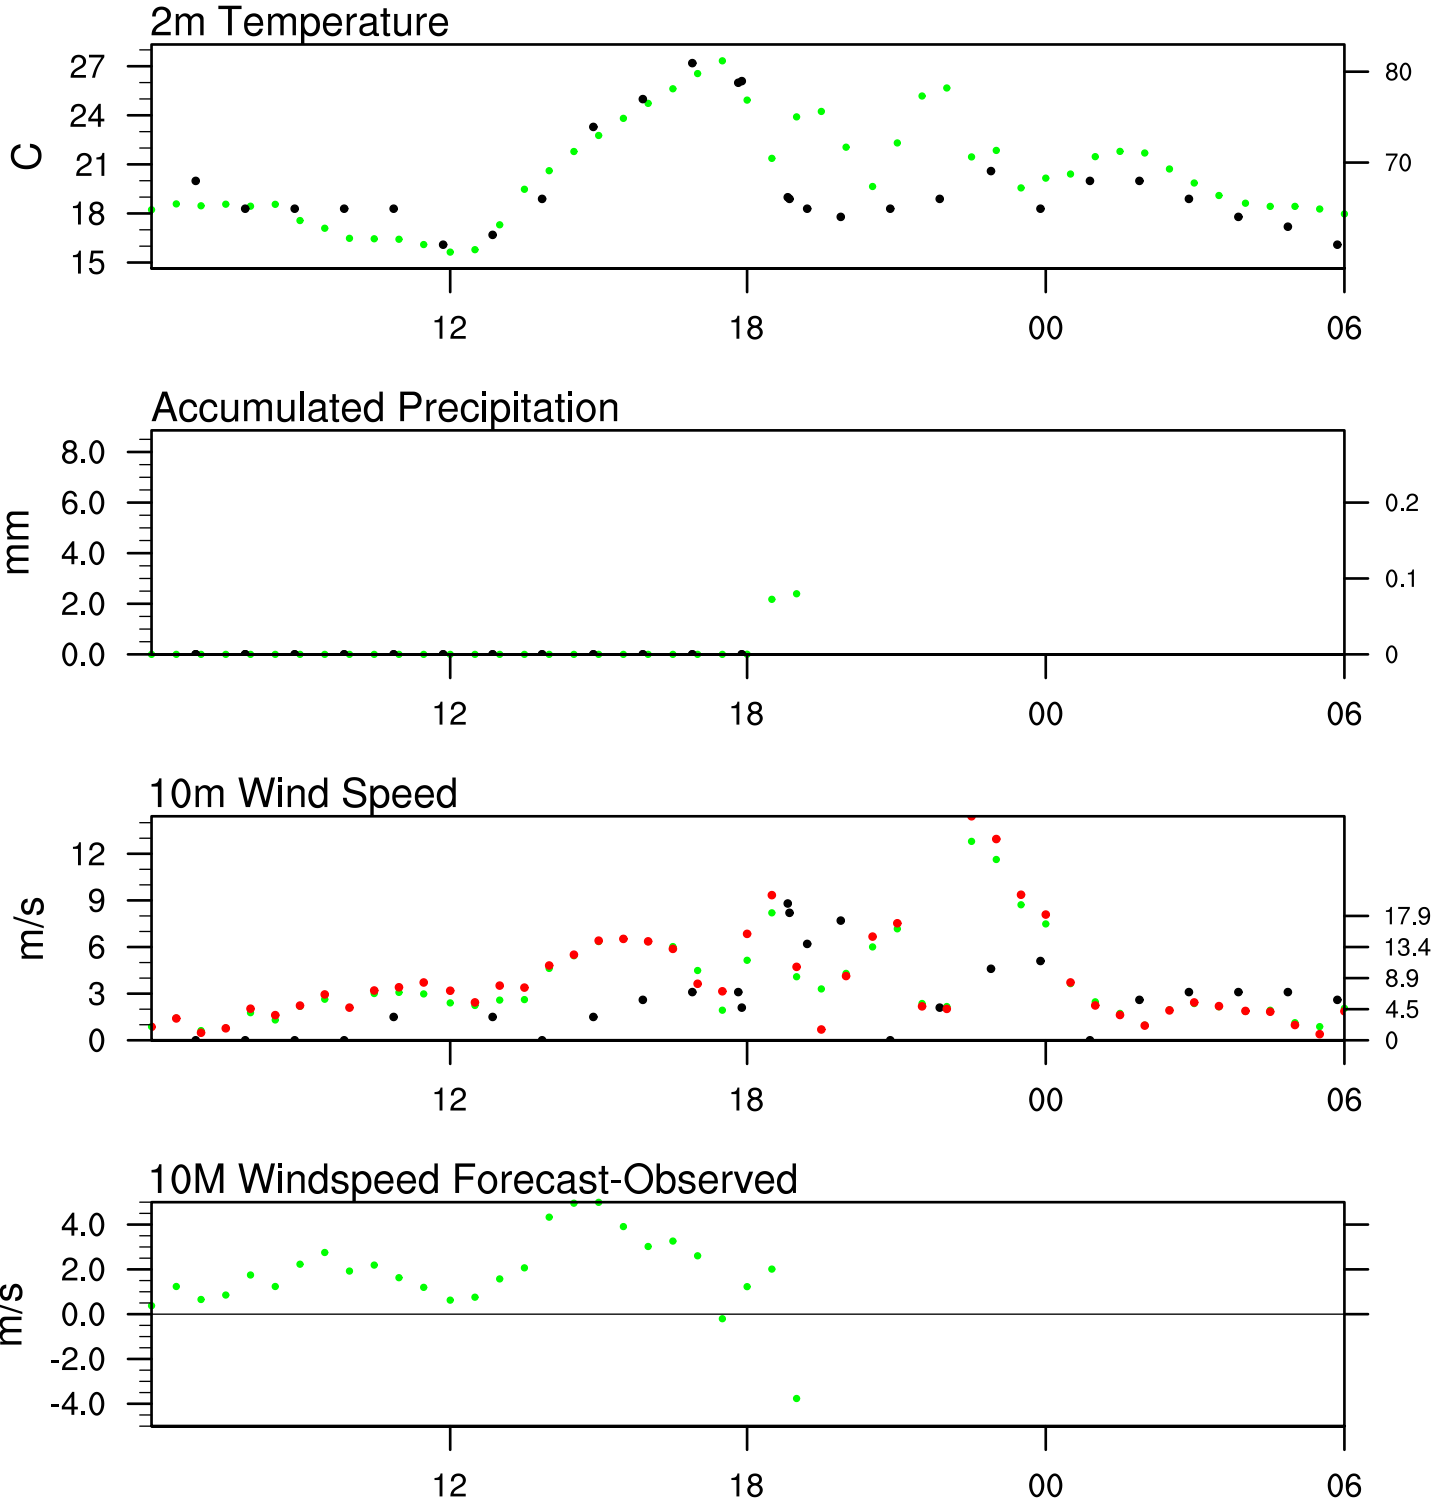 2m Temperature
27
24
21
18
15
C
80
70
12 18 00 06
Accumulated Precipitation
8.0
6.0
4.0
2.0
0.0
mm
0.2
0.1
0
12 18 00 06
10m Wind Speed
12
9
6
3
0
m/s
17.9
13.4
8.9
4.5
0
12 18 00 06
10M Windspeed Forecast-Observed
4.0
2.0
0.0
-2.0
-4.0
m/s
12 18 00 06